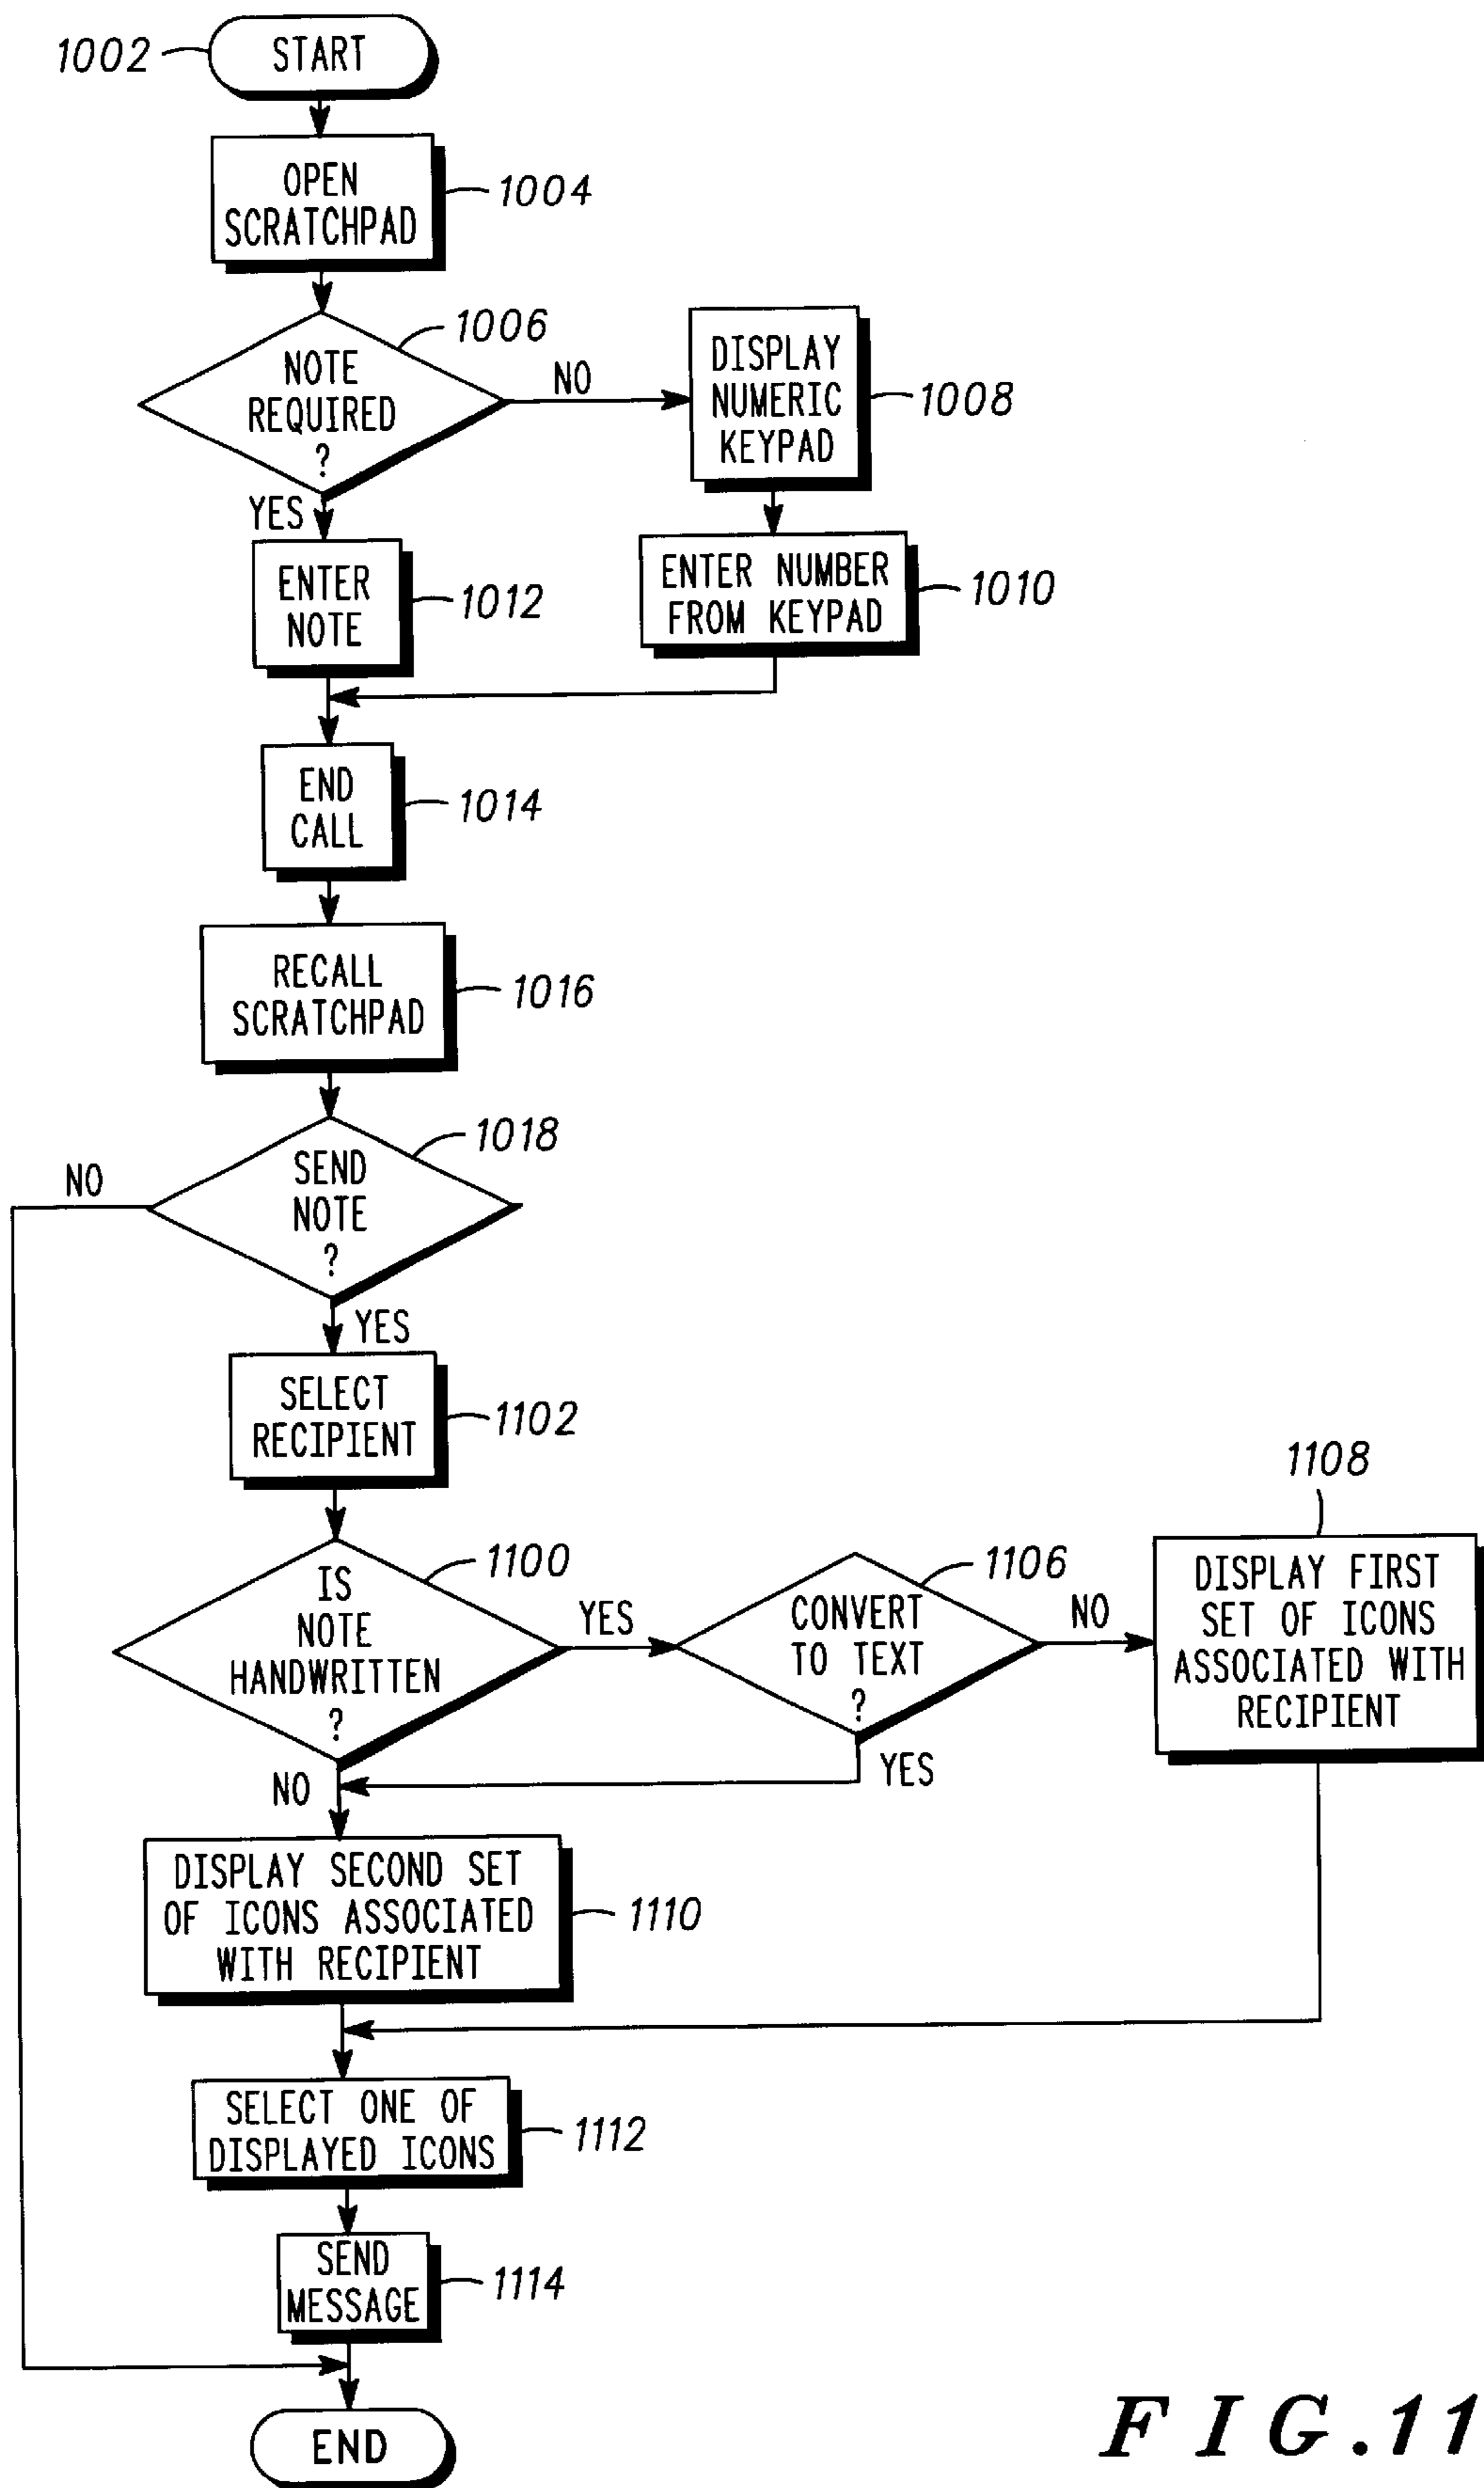 1002
START
OPEN
SCRATCHPAD
1004
NOTE
REQUIRED
?
1006
NO
DISPLAY
NUMERIC
KEYPAD
1008
YES
ENTER
NOTE
1012
ENTER NUMBER
FROM KEYPAD
1010
END
CALL
1014
RECALL
SCRATCHPAD
1016
SEND
NOTE
?
1018
NO
YES
SELECT
RECIPIENT
1102
IS
NOTE
HANDWRITTEN
?
1100
YES
CONVERT
TO TEXT
?
1106
NO
1108
DISPLAY FIRST
SET OF ICONS
ASSOCIATED WITH
RECIPIENT
NO
YES
DISPLAY SECOND SET
OF ICONS ASSOCIATED
WITH RECIPIENT
1110
SELECT ONE OF
DISPLAYED ICONS
1112
SEND
MESSAGE
1114
END
FIG.11